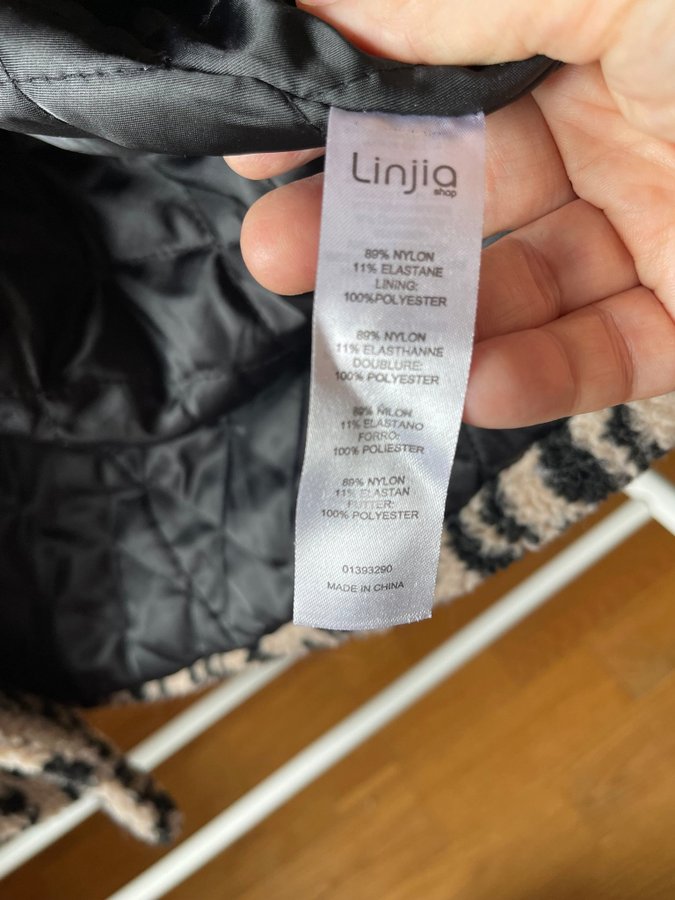 Linjia
shop
89% NYLON
11% ELASTANE
LINING:
100%POLYESTER
89% NYLON
11% ELASTHANNE
DOUBLURE:
100% POLYESTER
89% NILON
11% ELASTANO
FORRO:
100% POLIESTER
89% NYLON
11% ELASTAN
FUTTER:
100% POLYESTER
01393290
MADE IN CHINA